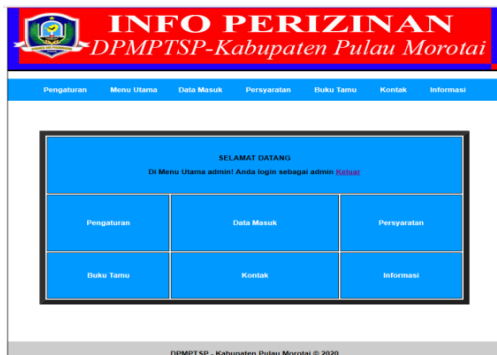 INFO PERIZINAN
DPMPTSP-Kabupaten Pulau Morotai
Pengaturan Menu Utama Data Masuk Persyaratan Buku Tamu Kontak Informasi
SELAMAT DATANG
Di Menu Utama admin! Anda login sebagai admin Keluar
Pengaturan Data Masuk Persyaratan
Buku Tamu Kontak Informasi
DPMPTSP - Kabupaten Pulau Morotai © 2020